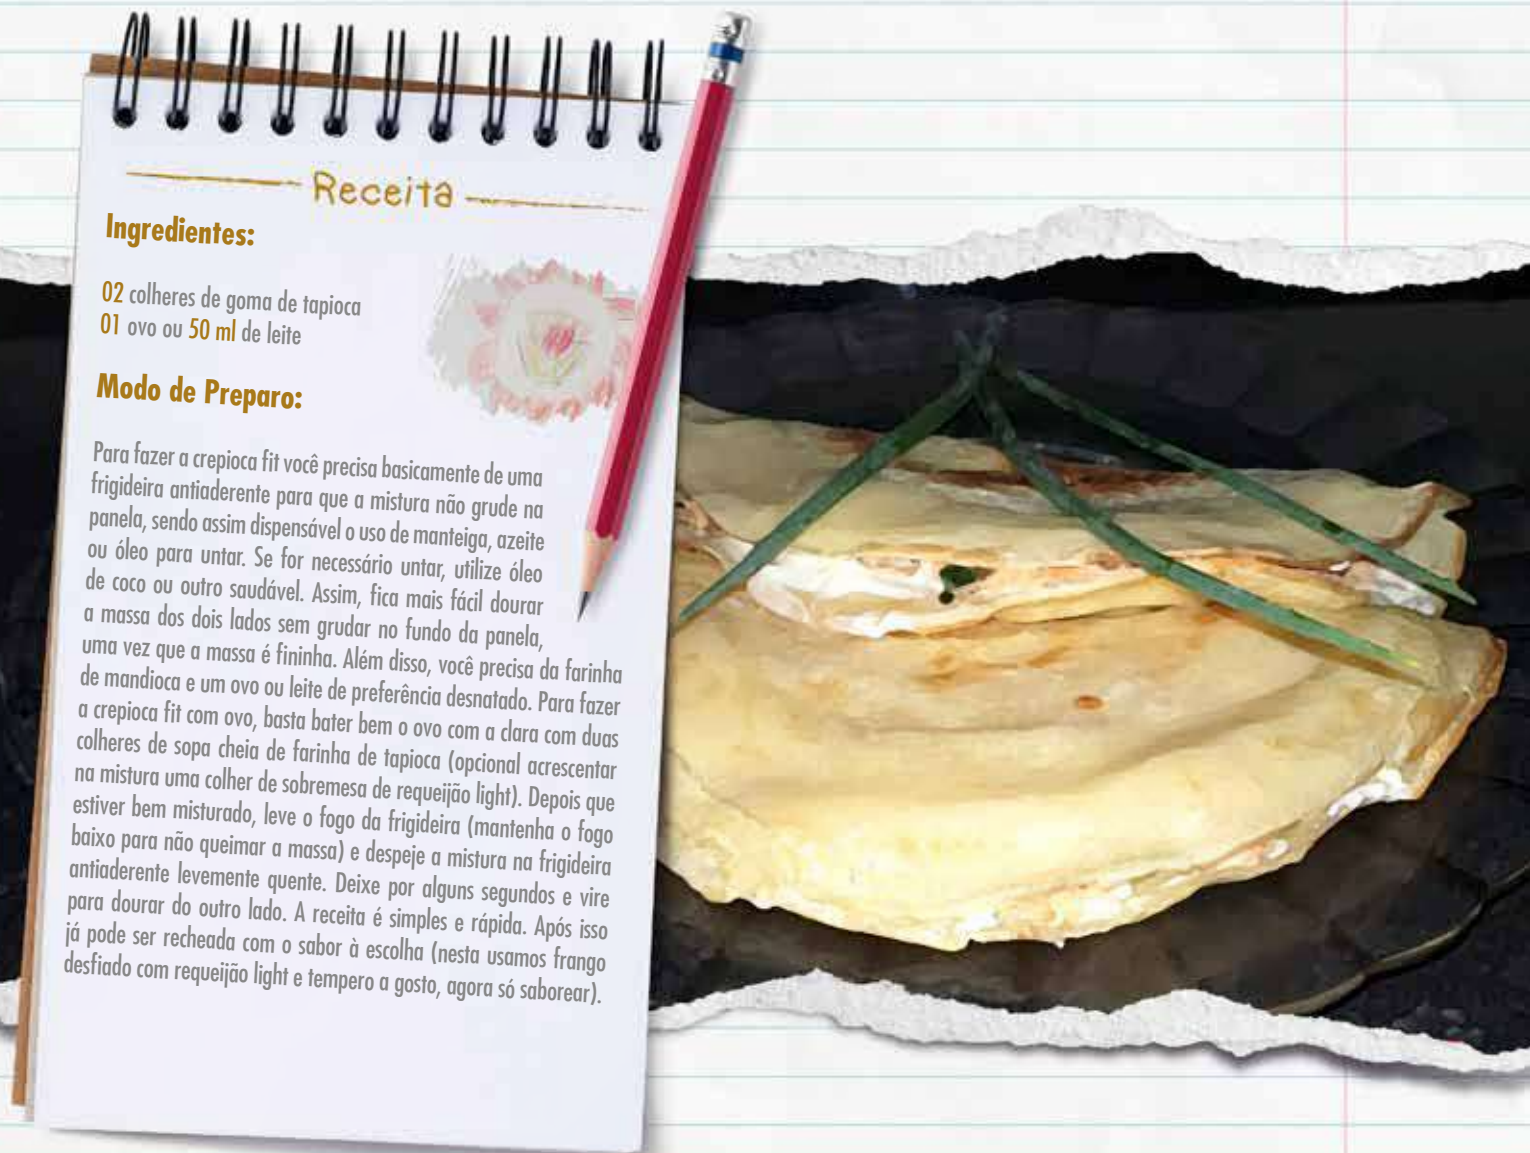 Receita
Ingredientes:
02 colheres de goma de tapioca
01 ovo ou 50 ml de leite
Modo de Preparo:
Para fazer a crepioca fit você precisa basicamente de uma
frigideira antiaderente para que a mistura não grude na
panela, sendo assim dispensável o uso de manteiga, azeite
ou óleo para untar. Se for necessário untar, utilize óleo
de coco ou outro saudável. Assim, fica mais fácil dourar
a massa dos dois lados sem grudar no fundo da panela,
uma vez que a massa é fininha. Além disso, você precisa da farinha
de mandioca e um ovo ou leite de preferência desnatado. Para fazer
a crepioca fit com ovo, basta bater bem o ovo com a clara com duas
colheres de sopa cheia de farinha de tapioca (opcional acrescentar
na mistura uma colher de sobremesa de requeijão light). Depois que
estiver bem misturado, leve o fogo da frigideira (mantenha o fogo
baixo para não queimar a massa) e despeje a mistura na frigideira
antiaderente levemente quente. Deixe por alguns segundos e vire
para dourar do outro lado. A receita é simples e rápida. Após isso
já pode ser recheada com o sabor à escolha (nesta usamos frango
desfiado com requeijão light e tempero a gosto, agora só saborear).